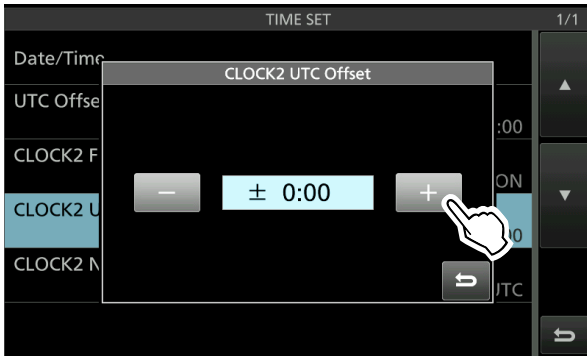 TIME SET 1/1
Date/Time
CLOCK2 UTC Offset
UTC Offse
:00
CLOCK2 F
ON
− ± 0:00 +
CLOCK2 U
00
CLOCK2 N
UTC